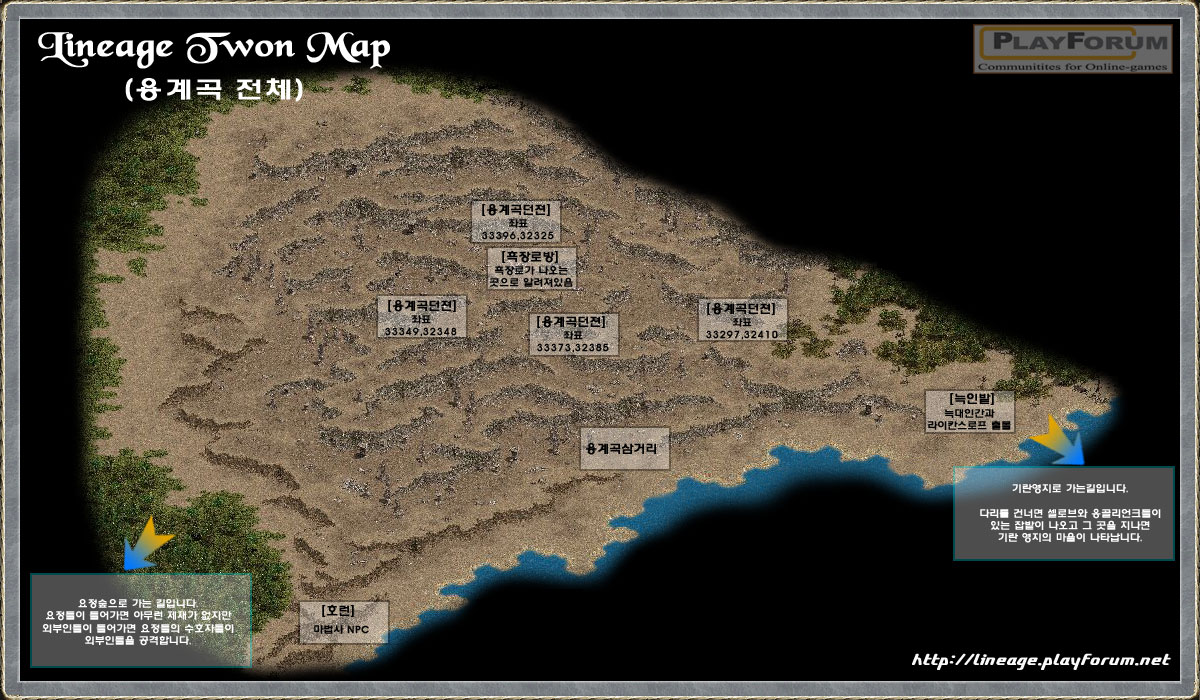 Lineage Twon Map
(용계곡 전체)
PLAYFORUM
Communitites for Online-games
[용계곡던젼]
좌표
33396,32325
[흑장로방]
흑장로가 나오는
곳으로 알려져있음
[용계곡던젼]
좌표
33349,32348
[용계곡던젼]
좌표
33373,32385
[용계곡던젼]
좌표
33297,32410
[늑인밭]
늑대인간과
라이칸스로프 출몰
용계곡삼거리
기란영지로 가는길입니다.
다리를 건너면 셀로브와 웅골리언크들이
있는 잡밭이 나오고 그 곳을 지나면
기란 영지의 마을이 나타납니다.
요정숲으로 가는 길입니다.
요정들이 들어가면 아무런 제재가 없지만
외부인들이 들어가면 요정들의 수호자들이
외부인들을 공격합니다.
[호런]
마법사 NPC
http://lineage.playforum.net